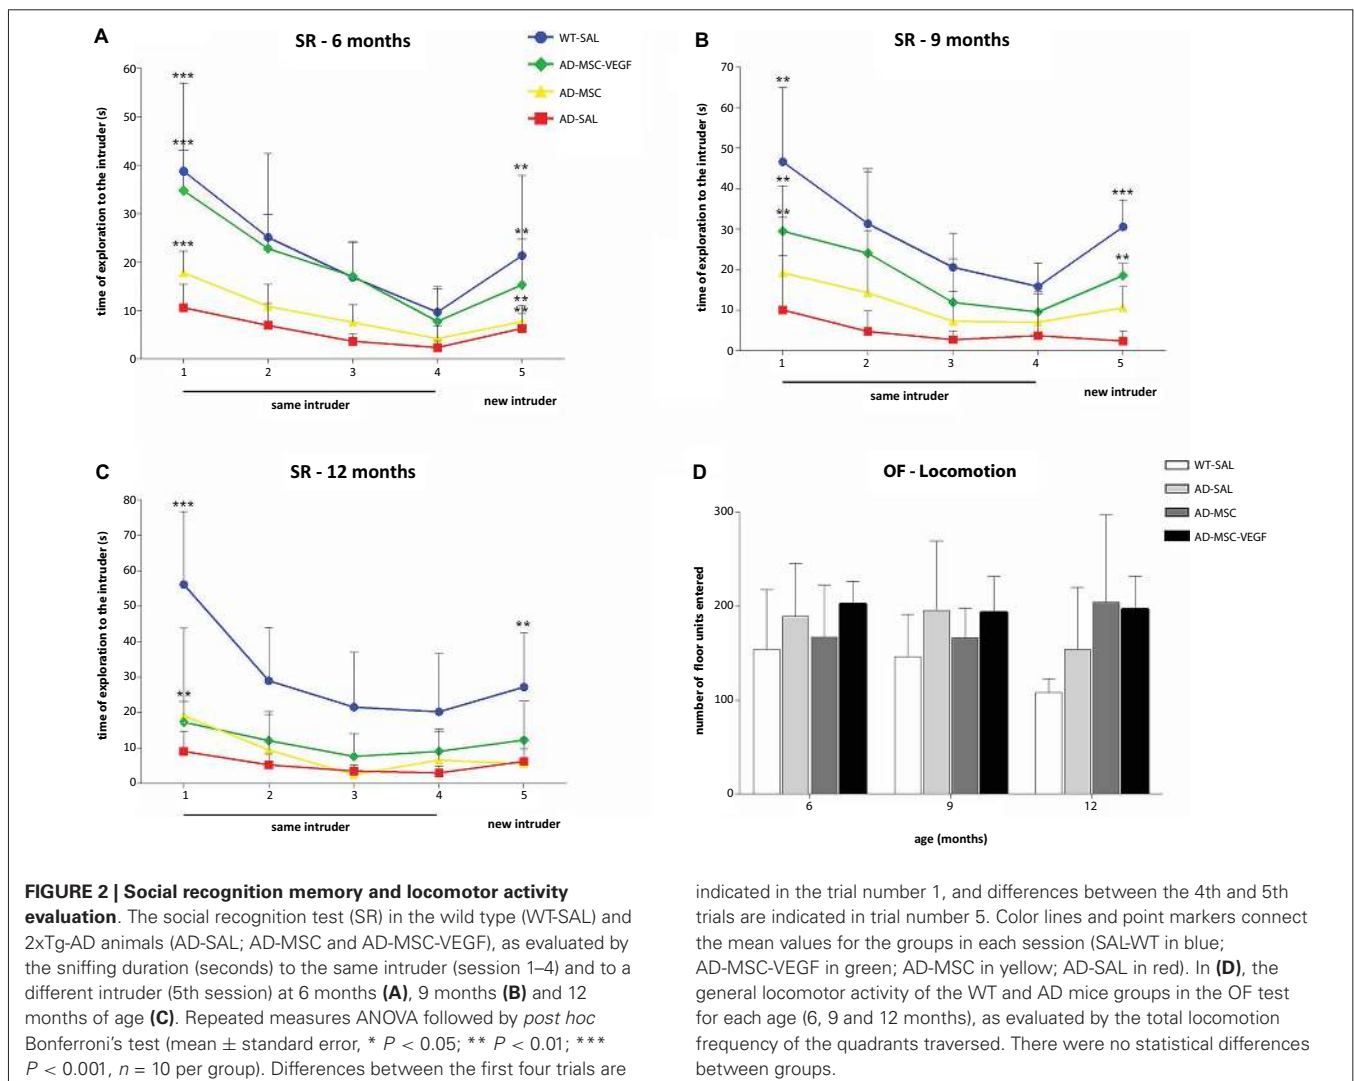 A
SR - 6 months
WT-SAL
AD-MSC-VEGF
AD-MSC
AD-SAL
time of exploration to the intruder (s)
60
50
40
30
20
10
0
***
***
***
**
**
**
**
1 2 3 4 5
same intruder
new intruder
B
SR - 9 months
time of exploration to the intruder (s)
70
60
50
40
30
20
10
0
**
**
**
***
**
1 2 3 4 5
same intruder
new intruder
C
SR - 12 months
time of exploration to the intruder (s)
80
70
60
50
40
30
20
10
0
***
**
**
1 2 3 4 5
same intruder
new intruder
D
OF - Locomotion
WT-SAL
AD-SAL
AD-MSC
AD-MSC-VEGF
number of floor units entered
300
200
100
0
6 9 12
age (months)
FIGURE 2 | Social recognition memory and locomotor activity
evaluation. The social recognition test (SR) in the wild type (WT-SAL) and
2xTg-AD animals (AD-SAL; AD-MSC and AD-MSC-VEGF), as evaluated by
the sniffing duration (seconds) to the same intruder (session 1–4) and to a
different intruder (5th session) at 6 months (A), 9 months (B) and 12
months of age (C). Repeated measures ANOVA followed by post hoc
Bonferroni's test (mean ± standard error, * P < 0.05; ** P < 0.01; ***
P < 0.001, n = 10 per group). Differences between the first four trials are
indicated in the trial number 1, and differences between the 4th and 5th
trials are indicated in trial number 5. Color lines and point markers connect
the mean values for the groups in each session (SAL-WT in blue;
AD-MSC-VEGF in green; AD-MSC in yellow; AD-SAL in red). In (D), the
general locomotor activity of the WT and AD mice groups in the OF test
for each age (6, 9 and 12 months), as evaluated by the total locomotion
frequency of the quadrants traversed. There were no statistical differences
between groups.